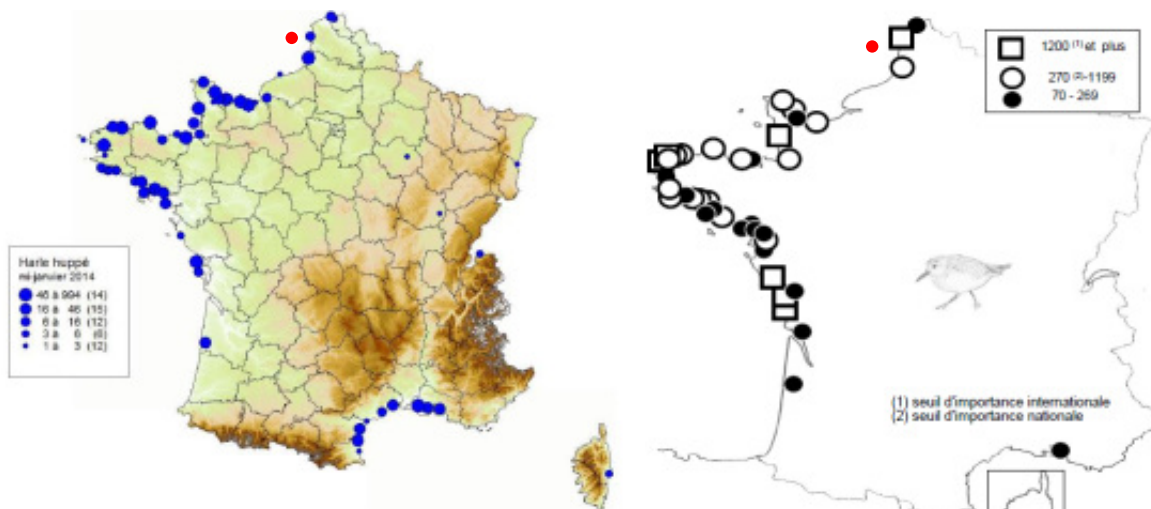 Harle huppé
mi-janvier 2014
46 à 994 (14)
16 à 46 (15)
6 à 16 (12)
3 à 6 (6)
1 à 3 (12)
1200 (1) et plus
270 (2)-1199
70 - 269
(1) seuil d'importance internationale
(2) seuil d'importance nationale